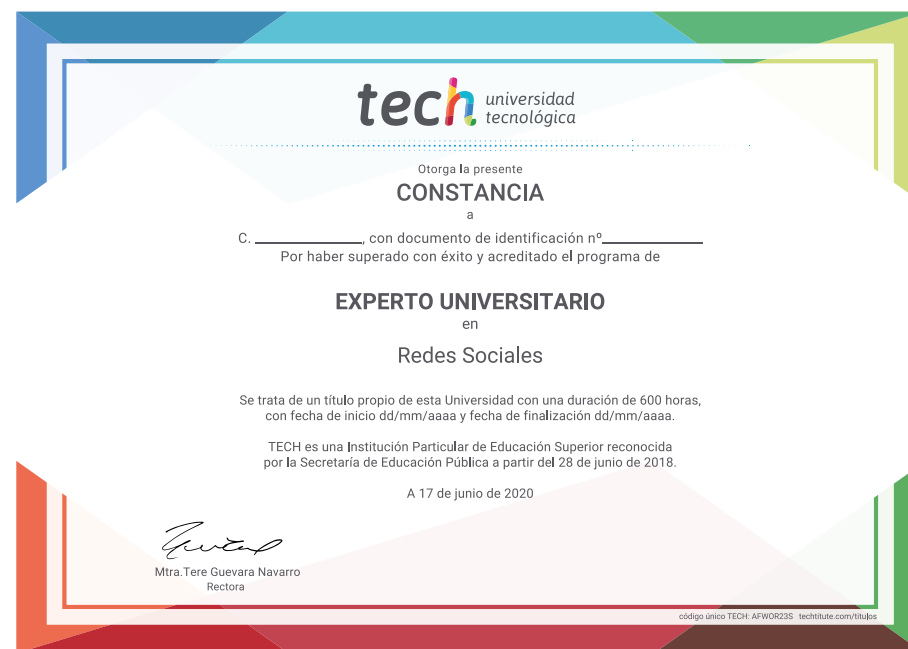 tech universidad
tecnológica
Otorga la presente
CONSTANCIA
a
C. ____________, con documento de identificación nº____________
Por haber superado con éxito y acreditado el programa de
EXPERTO UNIVERSITARIO
en
Redes Sociales
Se trata de un título propio de esta Universidad con una duración de 600 horas,
con fecha de inicio dd/mm/aaaa y fecha de finalización dd/mm/aaaa.
TECH es una Institución Particular de Educación Superior reconocida
por la Secretaría de Educación Pública a partir del 28 de junio de 2018.
A 17 de junio de 2020
Mtra.Tere Guevara Navarro
Rectora
código único TECH: AFWOR23S techtitute.com/titulos